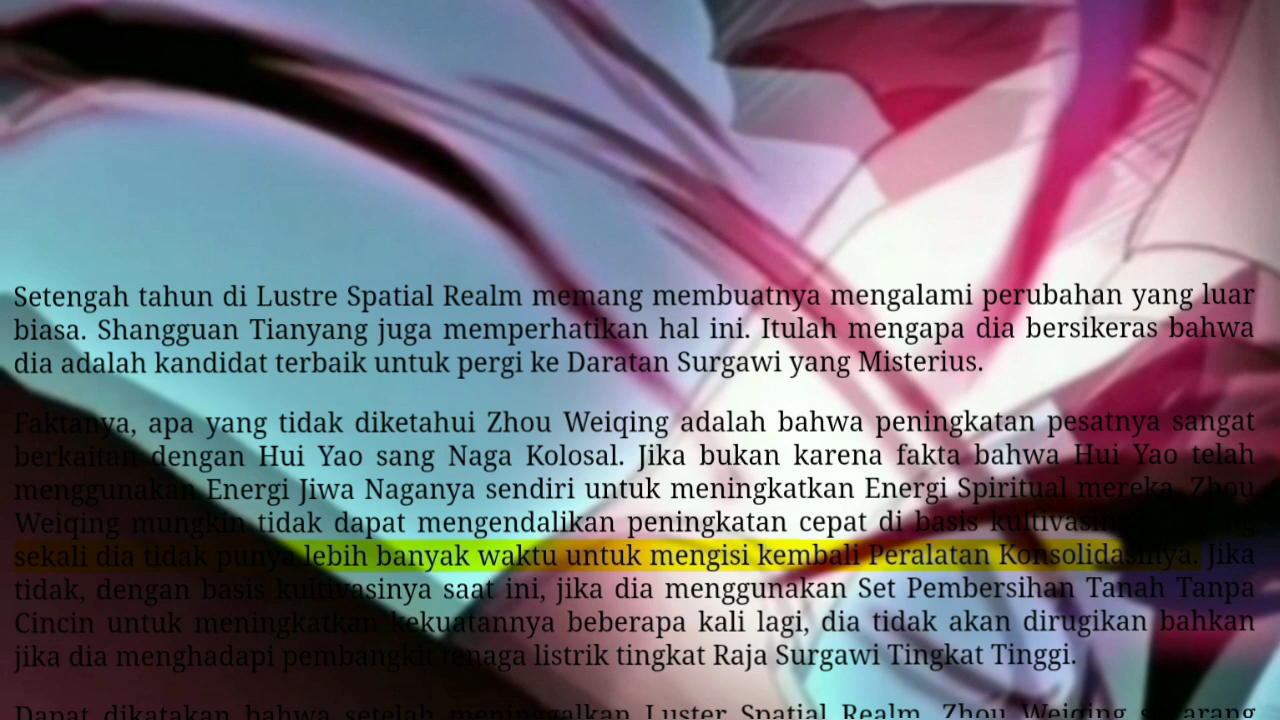 Setengah tahun di Lustre Spatial Realm memang membuatnya mengalami perubahan yang luar
biasa. Shangguan Tianyang juga memperhatikan hal ini. Itulah mengapa dia bersikeras bahwa
dia adalah kandidat terbaik untuk pergi ke Daratan Surgawi yang Misterius.
Faktanya, apa yang tidak diketahui Zhou Weiqing adalah bahwa peningkatan pesatnya sangat
berkaitan dengan Hui Yao sang Naga Kolosal. Jika bukan karena fakta bahwa Hui Yao telah
menggunakan Energi Jiwa Naganya sendiri untuk meningkatkan Energi Spiritual mereka, Zhou
Weiqing mungkin tidak dapat mengendalikan peningkatan cepat di basis kultivasinya.
sekali dia tidak punya lebih banyak waktu untuk mengisi kembali Peralatan Konsolidasinya. Jika
tidak, dengan basis kultivasinya saat ini, jika dia menggunakan Set Pembersihan Tanah Tanpa
Cincin untuk meningkatkan kekuatannya beberapa kali lagi, dia tidak akan dirugikan bahkan
jika dia menghadapi pembangkit tenaga listrik tingkat Raja Surgawi Tingkat Tinggi.
Dapat dikatakan bahwa setelah meninggalkan Luster Spatial Realm, Zhou Weiqing sekarang